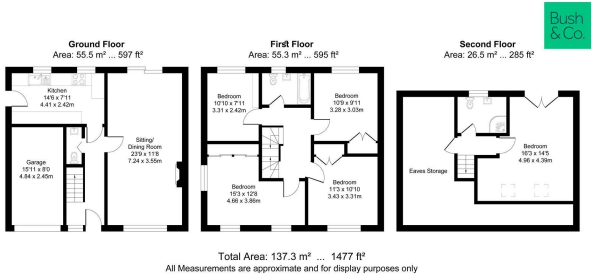 Bush
& Co.
Ground Floor
Area: 55.5 m² ... 597 ft²
Kitchen
14'6 x 7'11
4.41 x 2.42m
Sitting/
Dining Room
23'9 x 11'8
7.24 x 3.55m
Garage
15'11 x 8'0
4.84 x 2.45m
First Floor
Area: 55.3 m² ... 595 ft²
Bedroom
10'10 x 7'11
3.31 x 2.42m
Bedroom
10'9 x 9'11
3.28 x 3.03m
Bedroom
15'3 x 12'8
4.66 x 3.86m
Bedroom
11'3 x 10'10
3.43 x 3.31m
Second Floor
Area: 26.5 m² ... 285 ft²
Eaves Storage
Bedroom
16'3 x 14'5
4.96 x 4.39m
Total Area: 137.3 m² ... 1477 ft²
All Measurements are approximate and for display purposes only